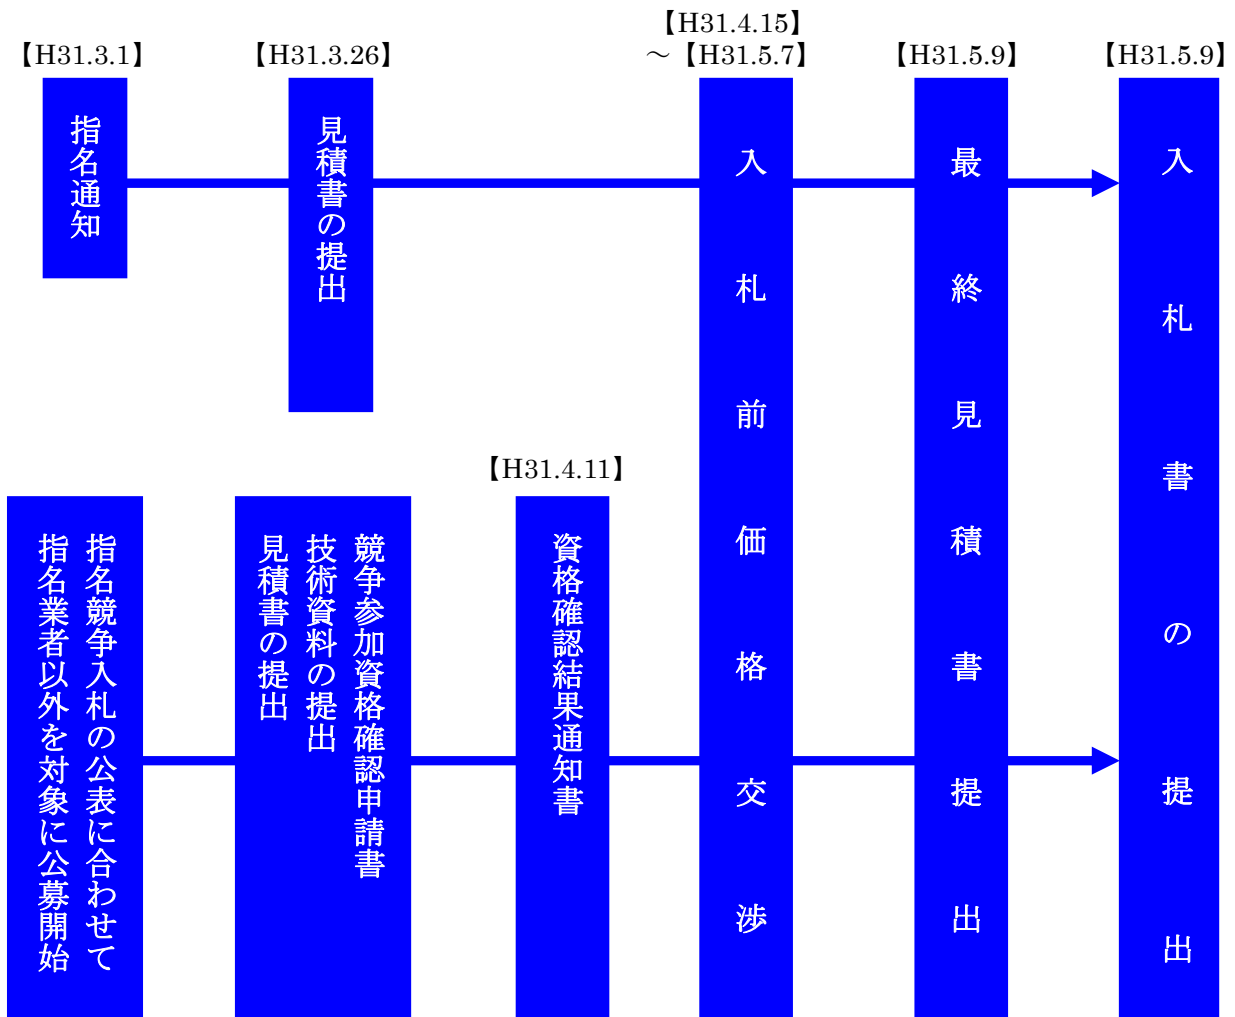 【H31.3.1】
【H31.3.26】
【H31.4.15】
～【H31.5.7】
【H31.5.9】
【H31.5.9】
指名通知
見積書の提出
入札前価格交渉
最終見積書提出
入札書の提出
【H31.4.11】
指名競争入札の公表に合わせて
指名業者以外を対象に公募開始
競争参加資格確認申請書
技術資料の提出
見積書の提出
資格確認結果通知書